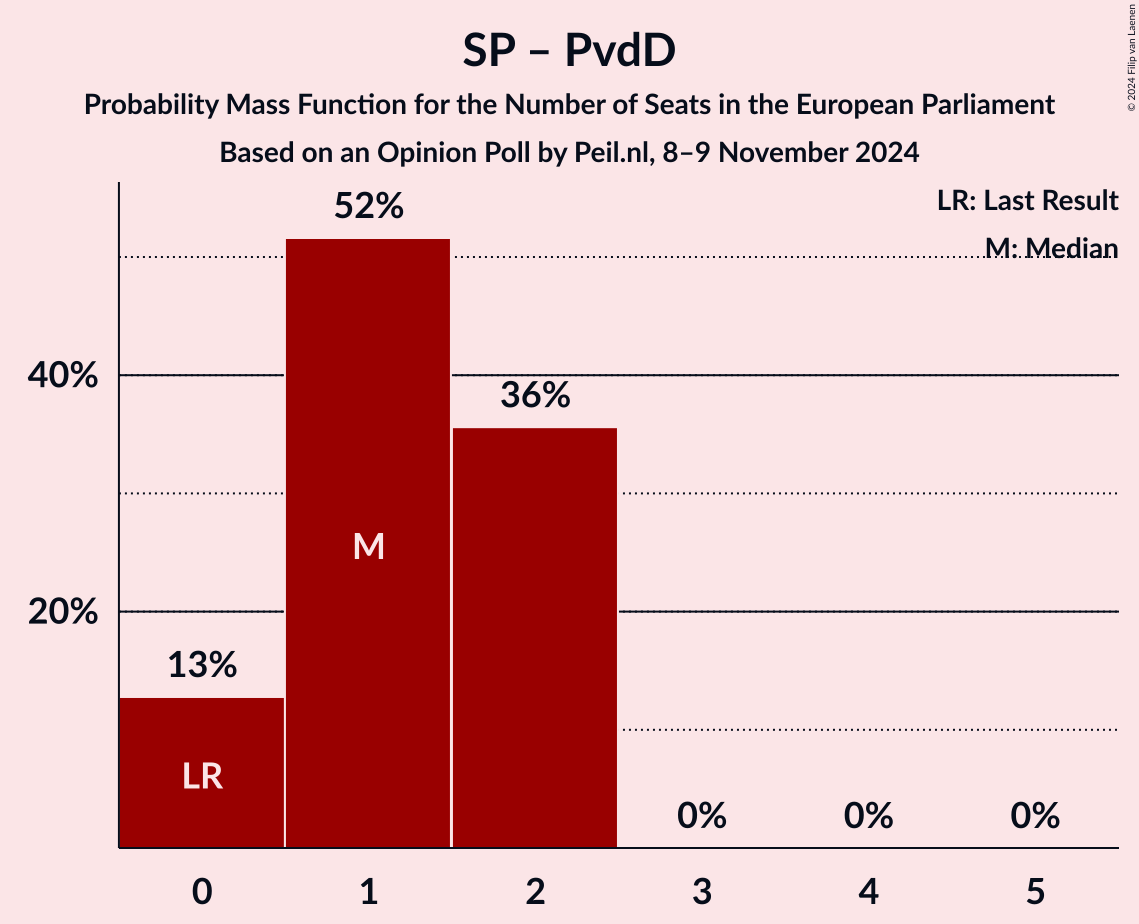 SP – PvdD
Probability Mass Function for the Number of Seats in the European Parliament
Based on an Opinion Poll by Peil.nl, 8–9 November 2024
© 2024 Filip van Laenen
LR: Last Result
M: Median
52%
40%
36%
M
20%
13%
LR
0%
0%
0%
0
1
2
3
4
5